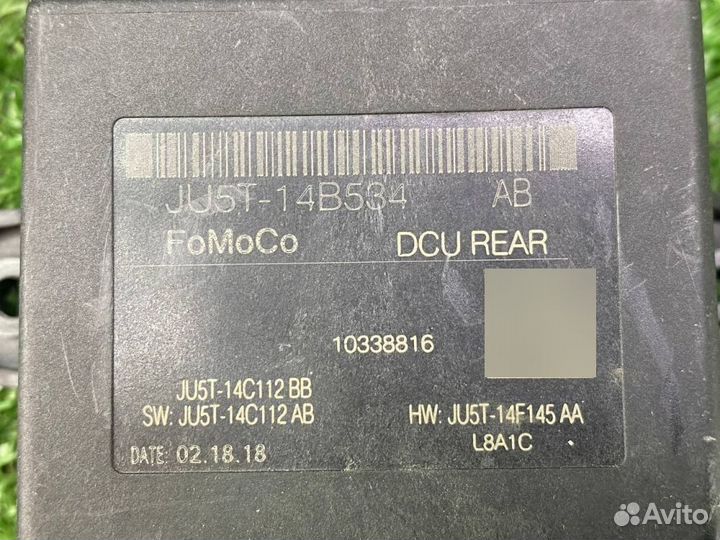 JU5T-14B534 AB
FoMoCo DCU REAR
10338816
JU5T-14C112 BB
SW: JU5T-14C112 AB HW: JU5T-14F145 AA
L8A1C
DATE: 02.18.18
Avito